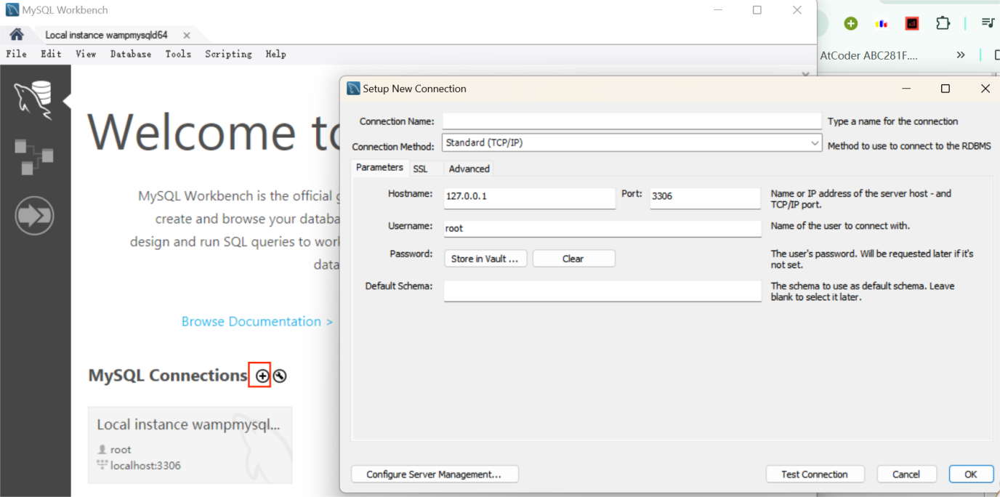 MySQL Workbench
Local instance wampmysqld64
File Edit View Database Tools Scripting Help
AtCoder ABC281F....
Welcome to
MySQL Workbench is the official
create and browse your databa
design and run SQL queries to work
data
Browse Documentation >
MySQL Connections
Local instance wampmysql...
root
localhost:3306
Setup New Connection
Connection Name: Type a name for the connection
Connection Method: Standard (TCP/IP) Method to use to connect to the RDBMS
Parameters SSL Advanced
Hostname: 127.0.0.1 Port: 3306 Name or IP address of the server host - and
TCP/IP port.
Username: root Name of the user to connect with.
Password: Store in Vault ... Clear The user's password. Will be requested later if it's
not set.
Default Schema: The schema to use as default schema. Leave
blank to select it later.
Configure Server Management... Test Connection Cancel OK